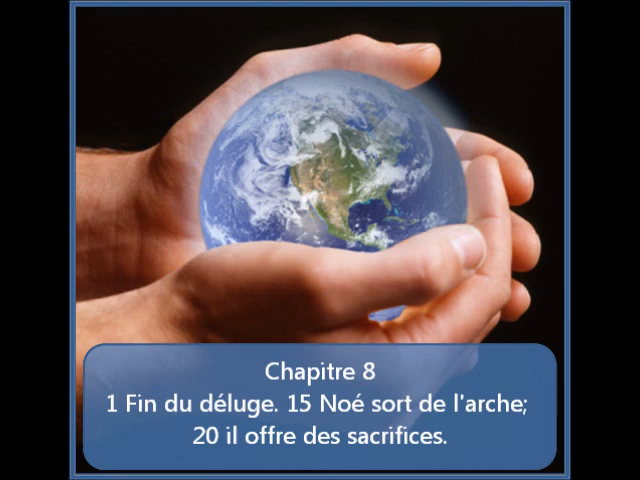 Chapitre 8
1 Fin du déluge. 15 Noé sort de l'arche;
20 il offre des sacrifices.